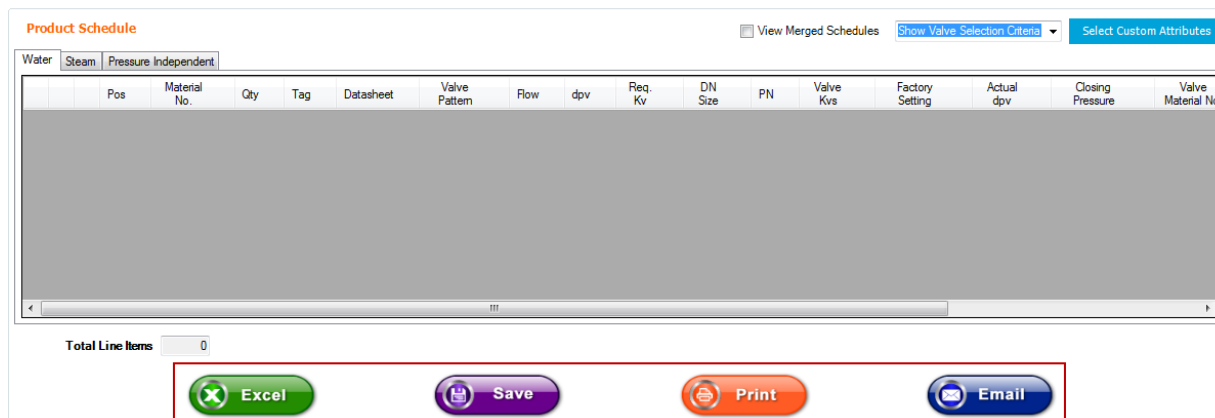 Product Schedule
View Merged Schedules Show Valve Selection Criteria Select Custom Attributes
Water Steam Pressure Independent
Pos Material No. Qty Tag Datasheet Valve Pattern Flow dpv Req. Kv DN Size PN Valve Kvs Factory Setting Actual dpv Closing Pressure Valve Material No
Total Line Items 0
Excel Save Print Email